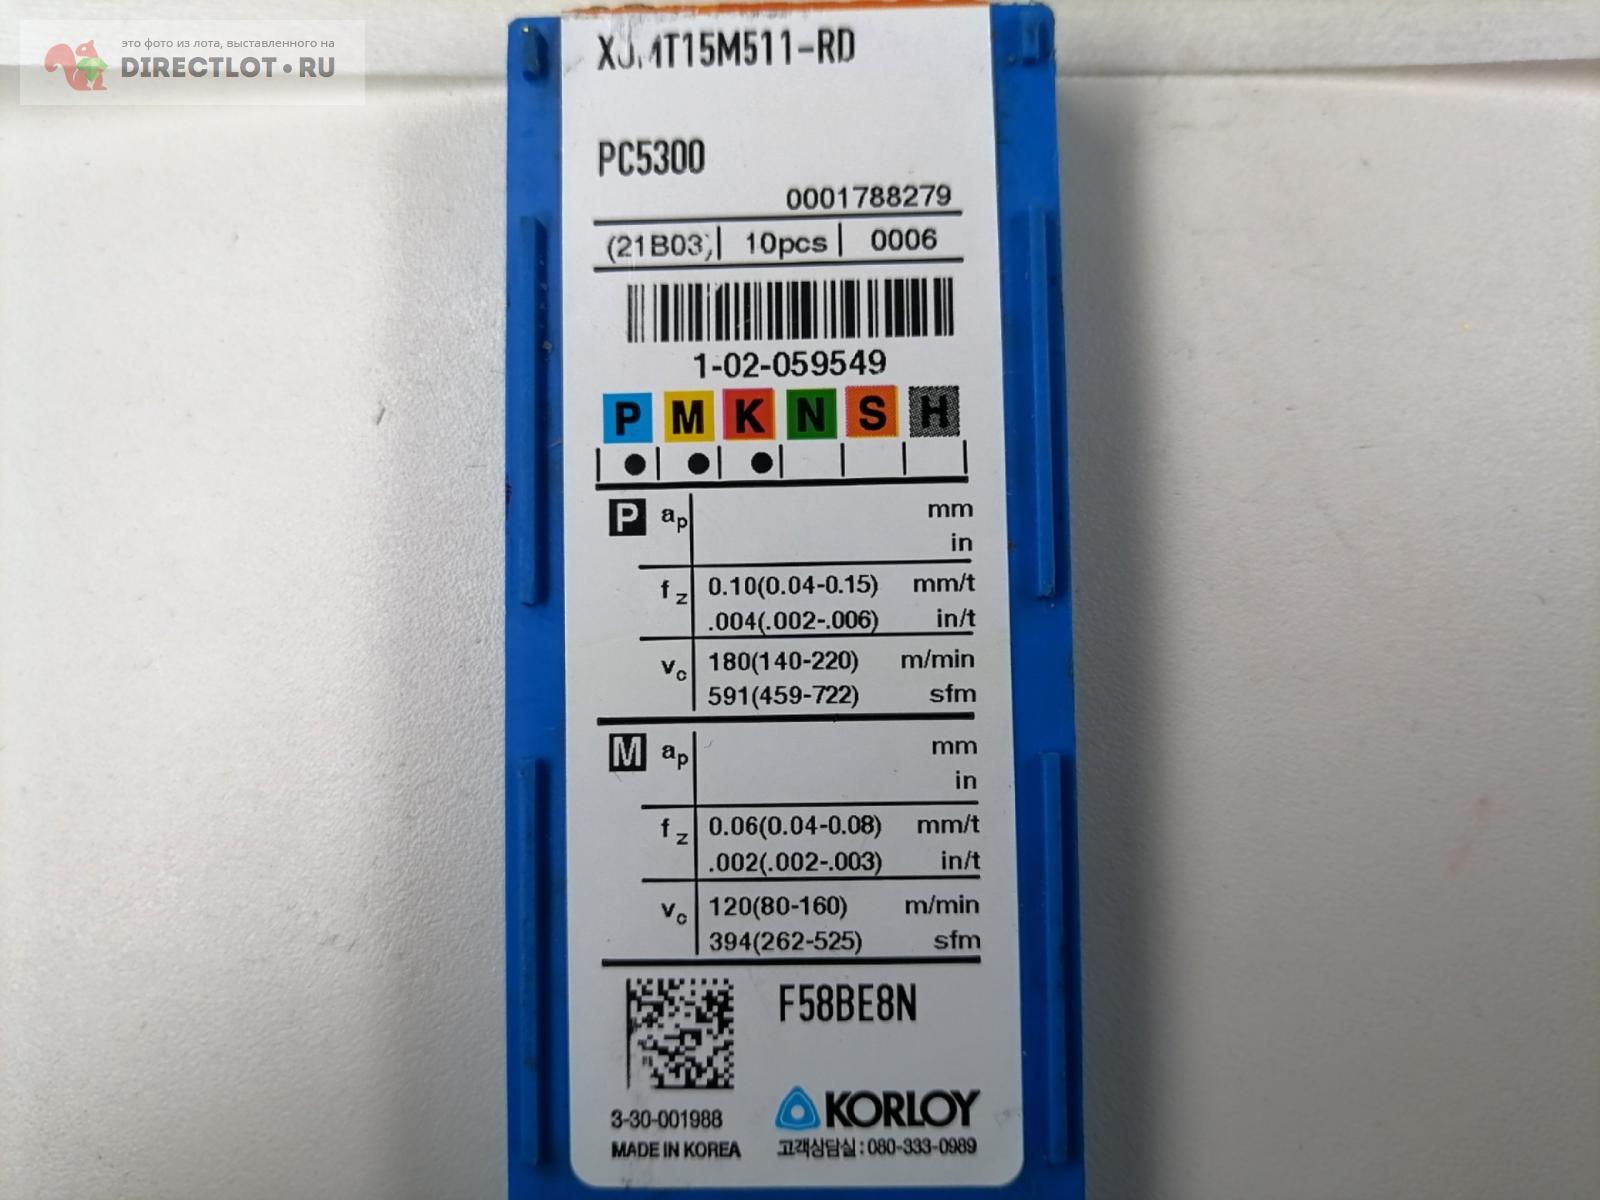 это фото из лота, выставленного на
DIRECTLOT•RU
PC5300
0001788279
(21B03) 10pcs 0006
1-02-059549
P M K N S H
P ap mm
in
fz 0.10(0.04-0.15) mm/t
.004(.002-.006) in/t
vc 180(140-220) m/min
591(459-722) sfm
M ap mm
in
fz 0.06(0.04-0.08) mm/t
.002(.002-.003) in/t
vc 120(80-160) m/min
394(262-525) sfm
F58BE8N
3-30-001988
KORLOY
MADE IN KOREA
고객상담실 : 080-333-0989